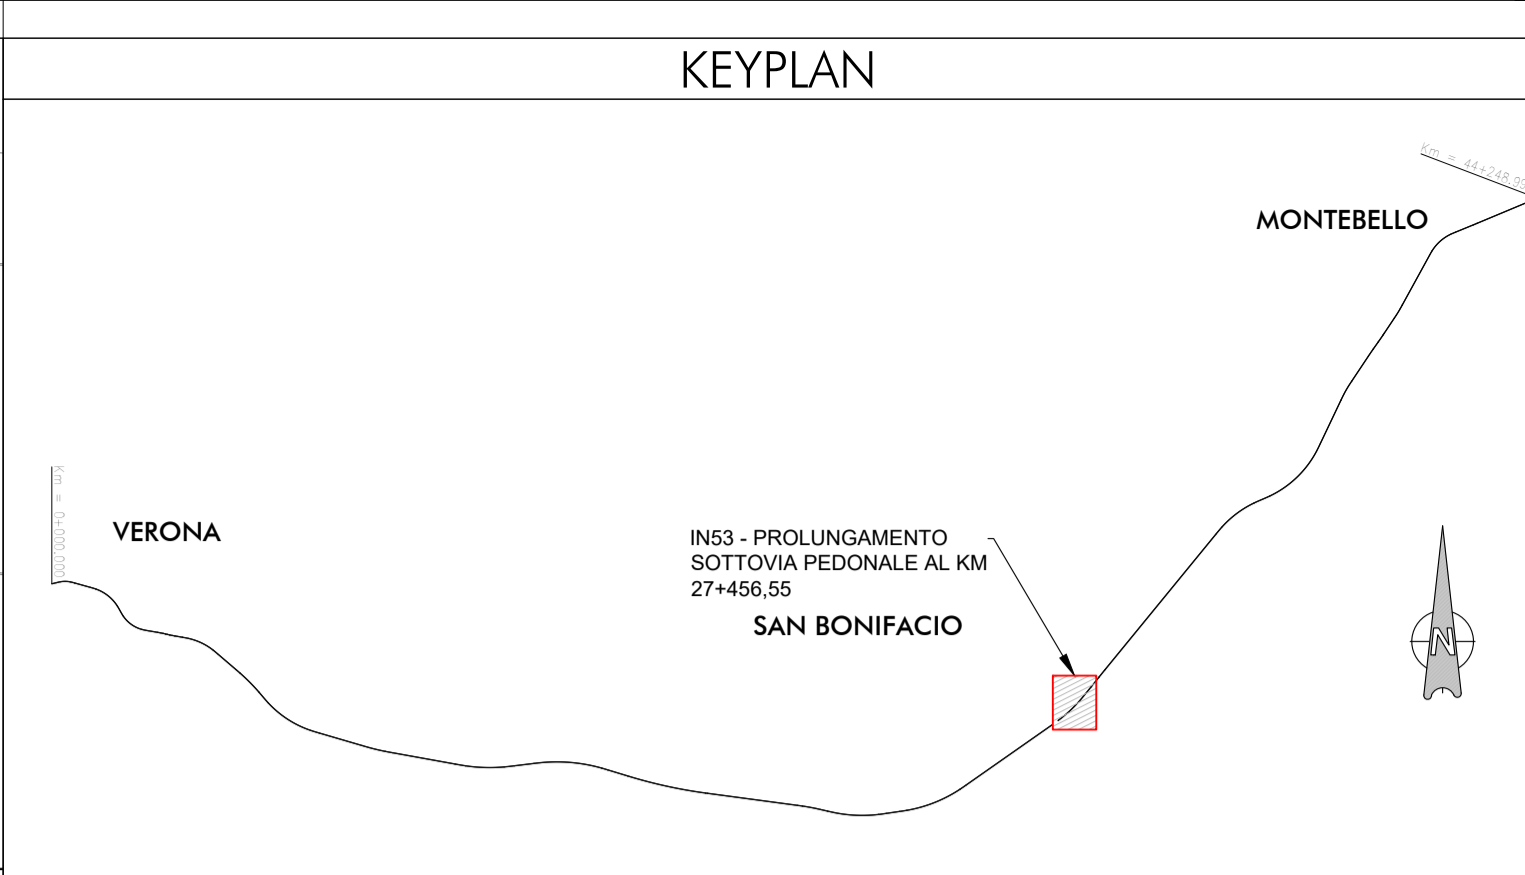 KEYPLAN
Km = 44+248.99
MONTEBELLO
Km = 0+000.000
VERONA
IN53 - PROLUNGAMENTO
SOTTOVIA PEDONALE AL KM
27+456,55
SAN BONIFACIO
N